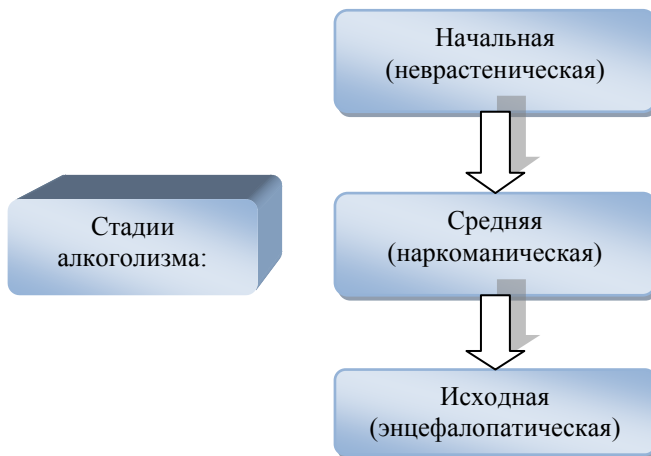 Начальная
(неврастеническая)
Стадии
алкоголизма:
Средняя
(наркоманическая)
Исходная
(энцефалопатическая)